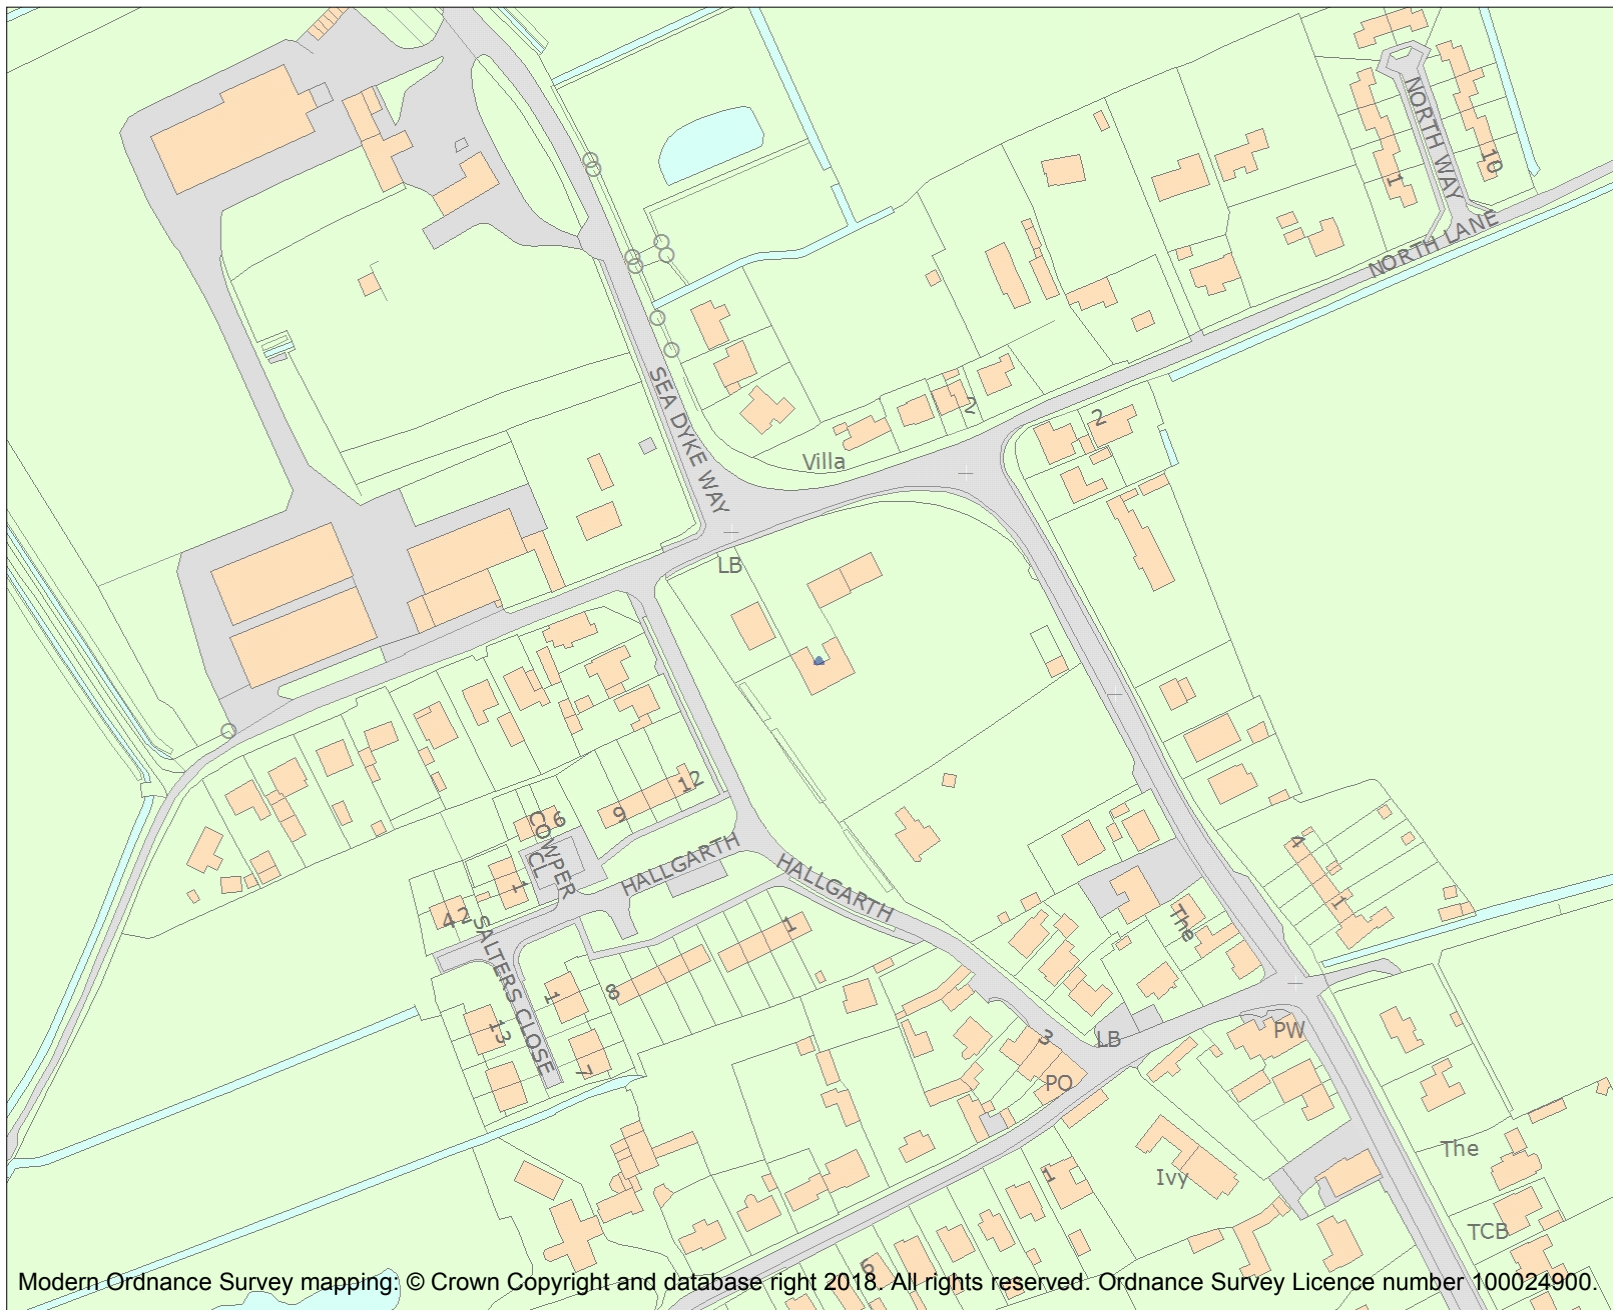 NORTH WAY
10
1
NORTH LANE
SEA DYKE WAY
2
2
Villa
LB
12
9
6
COWPER
CL
HALLGARTH
HALLGARTH
1
42
SALTERS CLOSE
1
8
1
13
7
4
1
The
3
LB
PO
PW
The
Ivy
1
TCB
5
Modern Ordnance Survey mapping: © Crown Copyright and database right 2018. All rights reserved. Ordnance Survey Licence number 100024900.